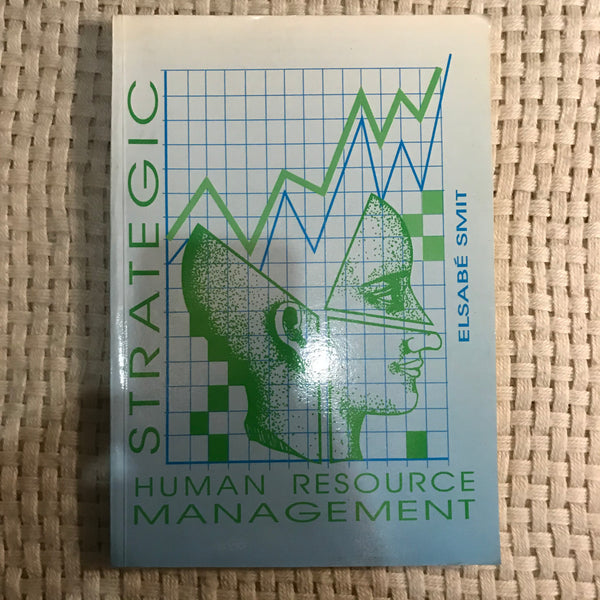 STRATEGIC
HUMAN RESOURCE
MANAGEMENT
ELSABÉ SMIT